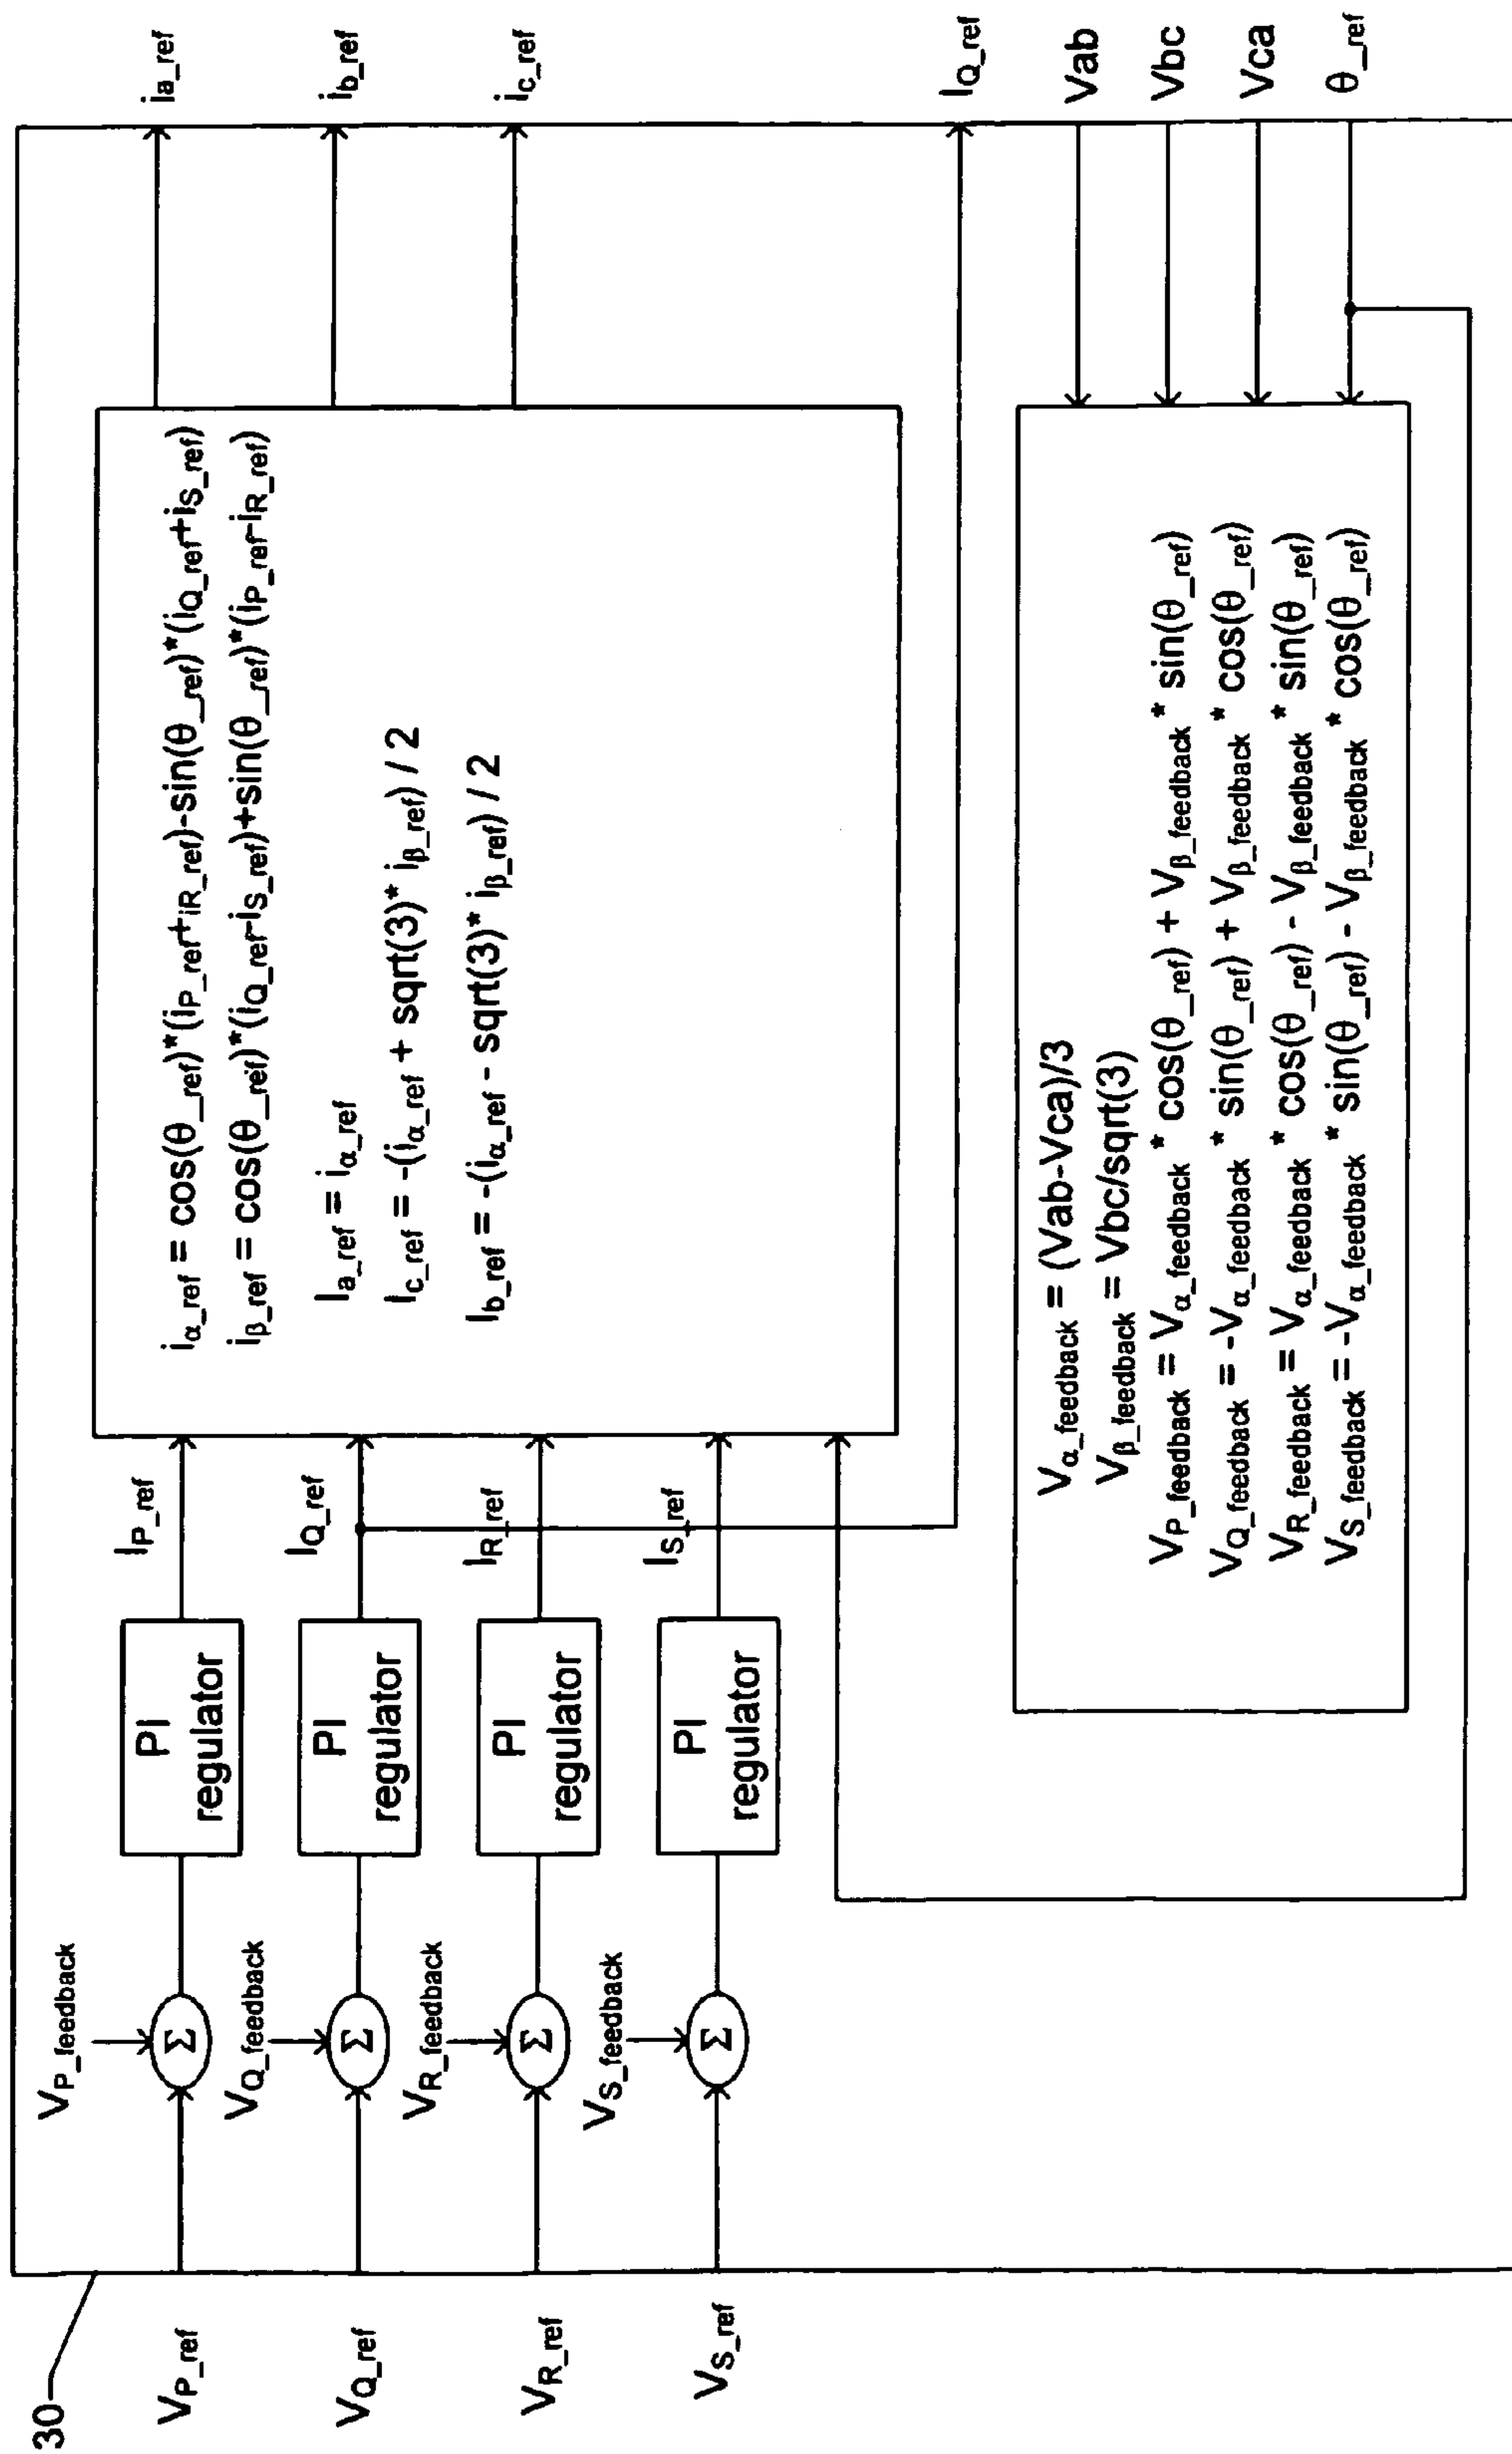 30
V_P_ref
V_Q_ref
V_R_ref
V_S_ref
V_P_feedback
V_Q_feedback
V_R_feedback
V_S_feedback
Σ
Σ
Σ
Σ
PI
regulator
PI
regulator
PI
regulator
PI
regulator
I_P_ref
I_Q_ref
I_R_ref
I_S_ref
i_α_ref = cos(θ_ref)*(i_P_ref+i_R_ref)-sin(θ_ref)*(i_Q_ref+i_S_ref)
i_β_ref = cos(θ_ref)*(i_Q_ref-i_S_ref)+sin(θ_ref)*(i_P_ref-i_R_ref)
I_a_ref = i_α_ref
I_c_ref = -(i_α_ref + sqrt(3)* i_β_ref) / 2
I_b_ref = -(i_α_ref - sqrt(3)* i_β_ref) / 2
V_α_feedback = (Vab-Vca)/3
V_β_feedback = Vbc/sqrt(3)
V_P_feedback = V_α_feedback * cos(θ_ref) + V_β_feedback * sin(θ_ref)
V_Q_feedback = -V_α_feedback * sin(θ_ref) + V_β_feedback * cos(θ_ref)
V_R_feedback = V_α_feedback * cos(θ_ref) - V_β_feedback * sin(θ_ref)
V_S_feedback = -V_α_feedback * sin(θ_ref) - V_β_feedback * cos(θ_ref)
i_a_ref
i_b_ref
i_c_ref
I_Q_ref
Vab
Vbc
Vca
θ_ref